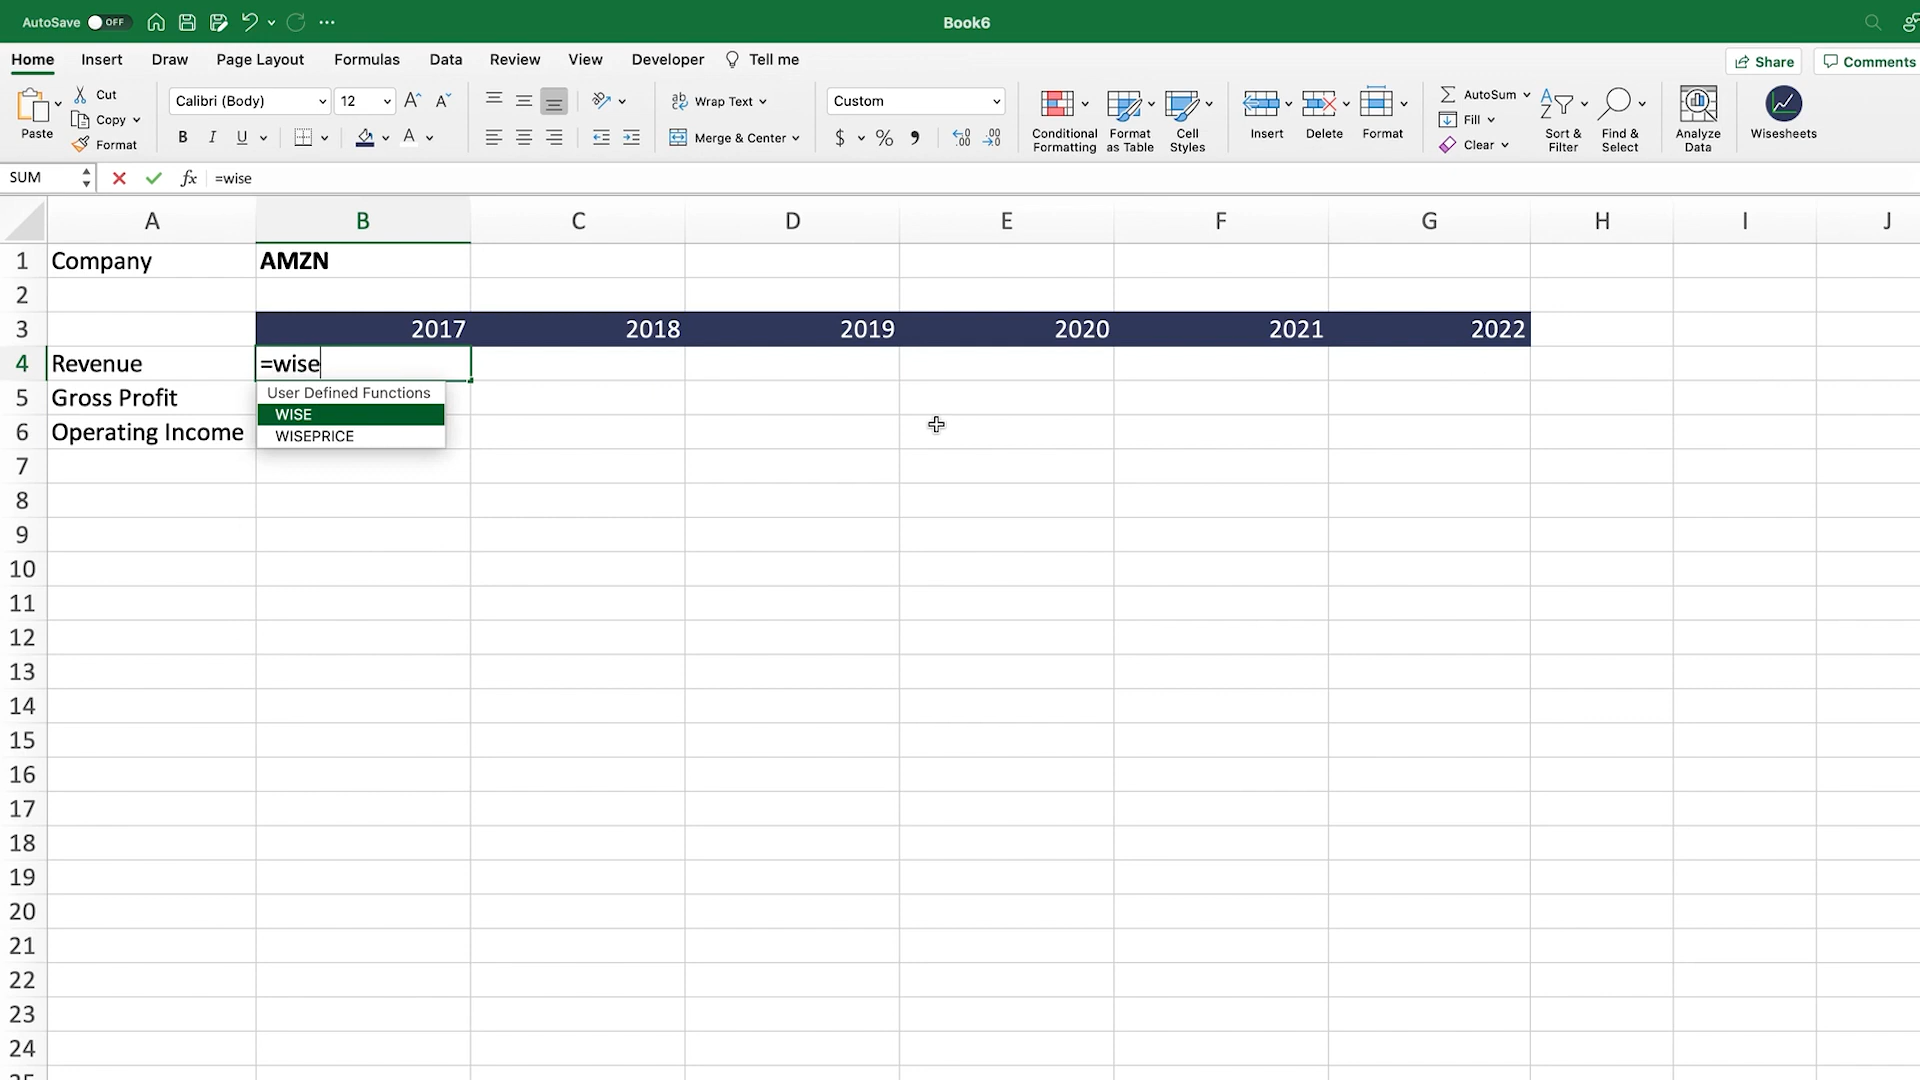 AutoSave OFF Book6
Home Insert Draw Page Layout Formulas Data Review View Developer Tell me Share Comments
Paste Cut Copy Format
Calibri (Body) 12
B I U A
ab Wrap Text
Merge & Center
Custom
$ % ,
Conditional Formatting
Format as Table
Cell Styles
Insert Delete Format
AutoSum
Fill
Clear
Sort & Filter
Find & Select
Analyze Data
Wisesheets
SUM fx =wise
A B C D E F G H I J
1 Company AMZN
2
3 2017 2018 2019 2020 2021 2022
4 Revenue =wise
User Defined Functions
5 Gross Profit
WISE
6 Operating Income
WISEPRICE
7
8
9
10
11
12
13
14
15
16
17
18
19
20
21
22
23
24